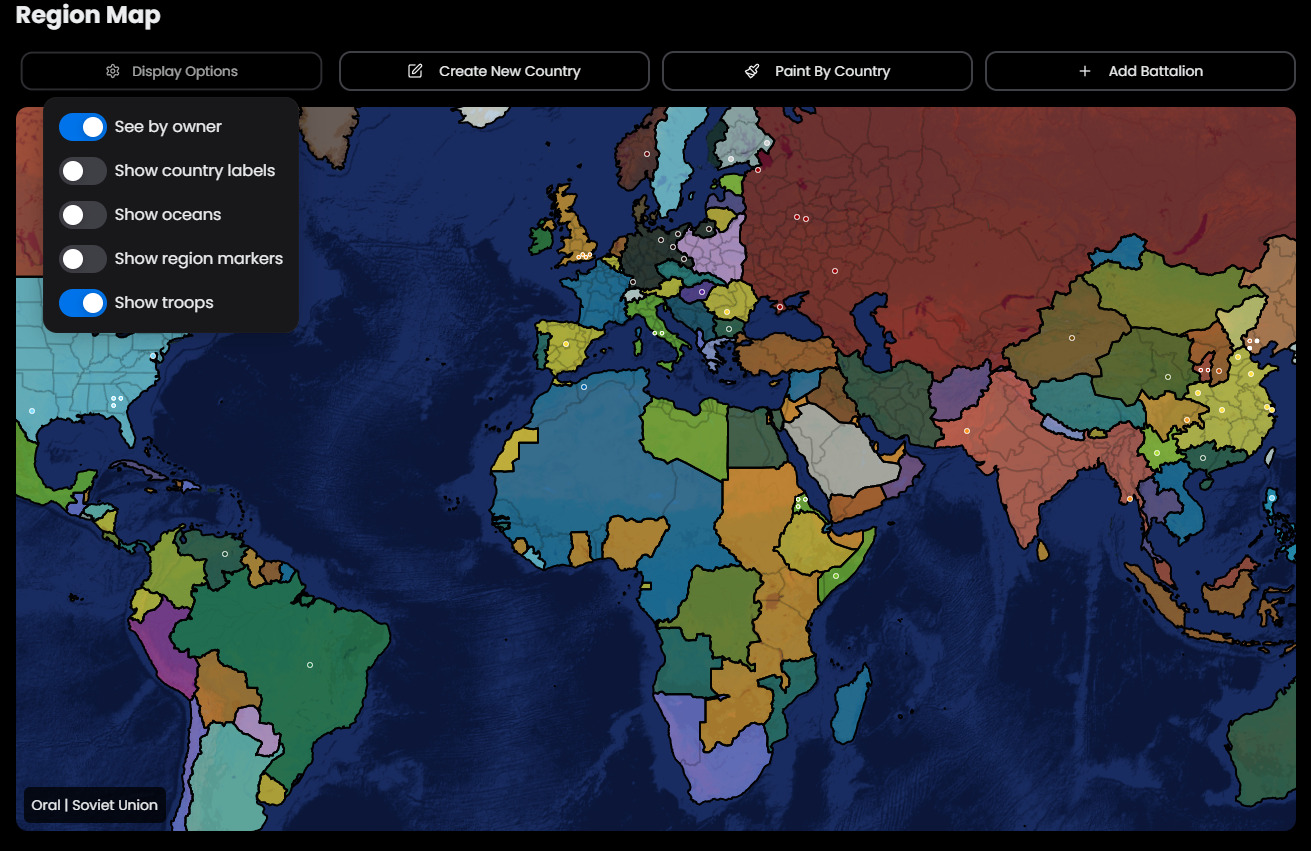 Region Map
Display Options
Create New Country
Paint By Country
Add Battalion
See by owner
Show country labels
Show oceans
Show region markers
Show troops
Oral | Soviet Union